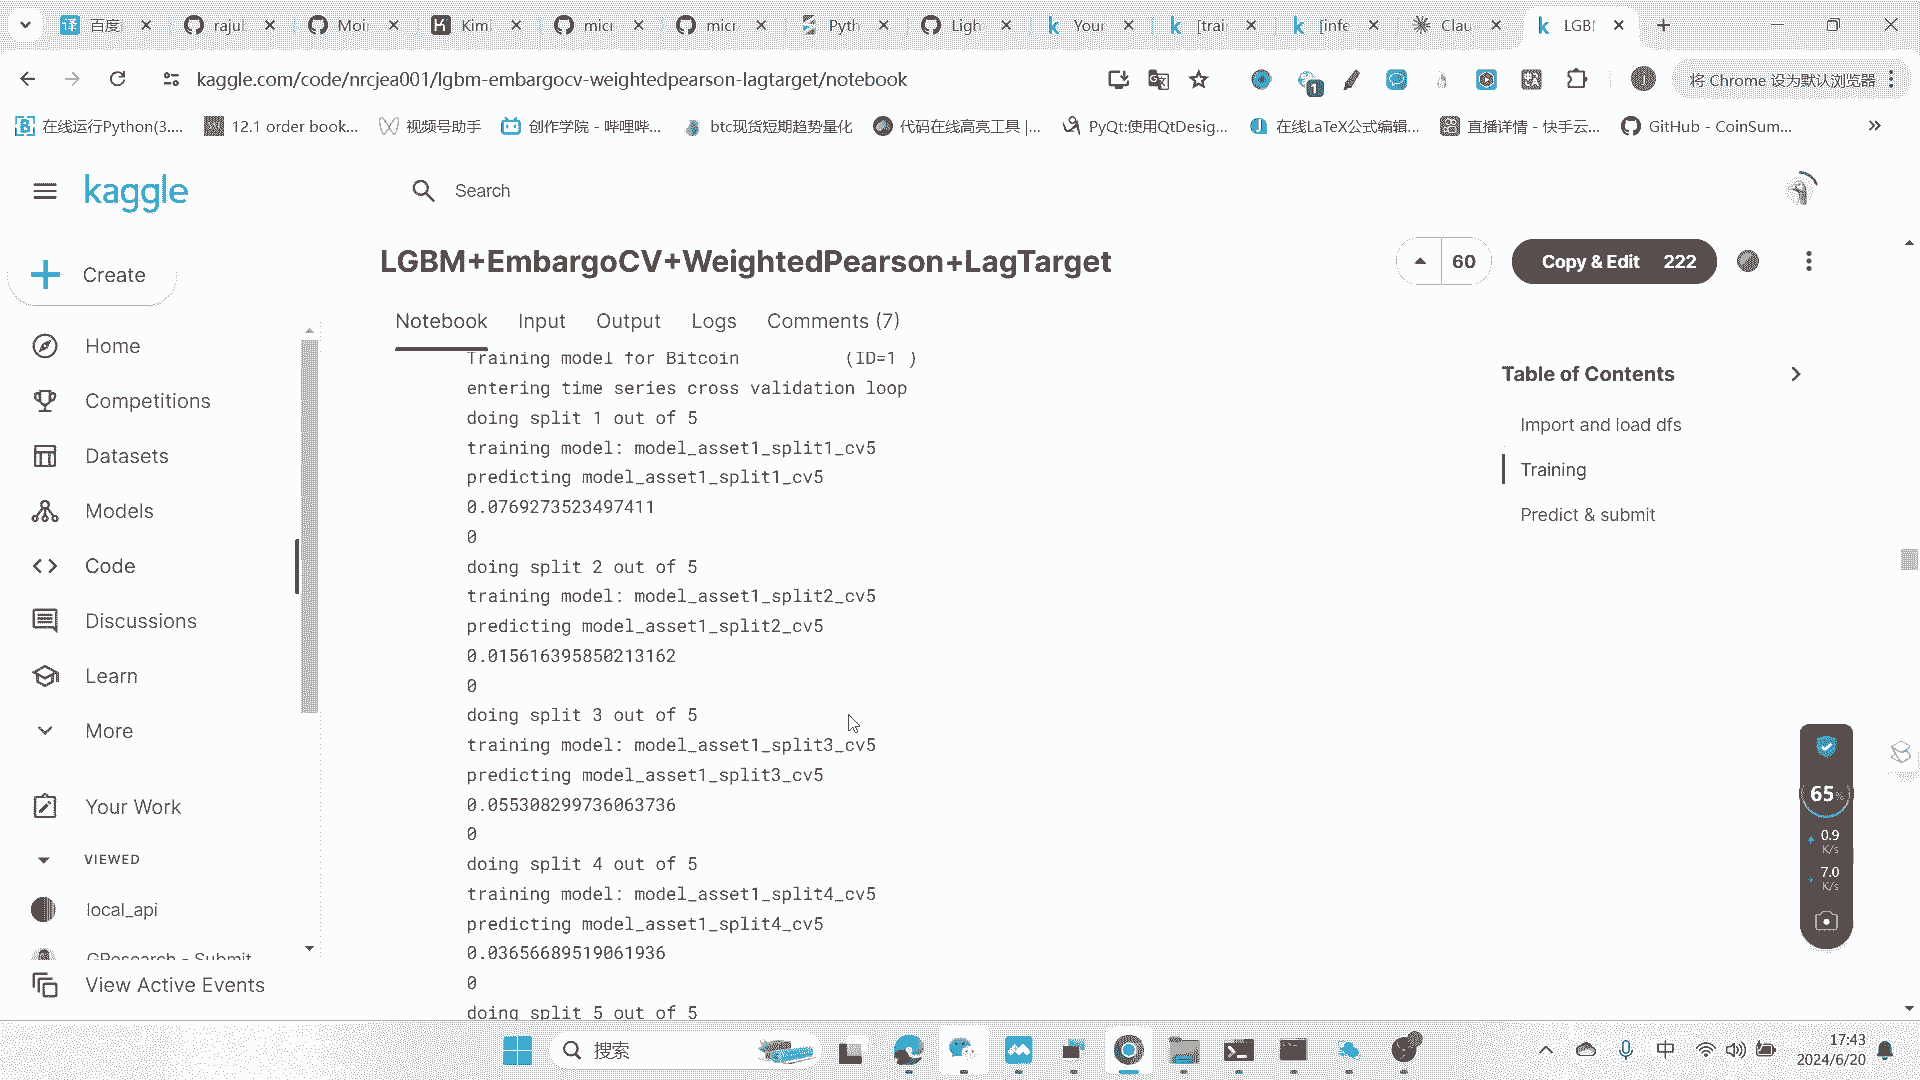 百度
rajul
Moi
Kiml
micr
micr
Pyth
Ligh
Your
[trai
[infe
Clau
LGBI
kaggle.com/code/nrcjea001/lgbm-embargocv-weightedpearson-lagtarget/notebook
将 Chrome 设为默认浏览器
在线运行Python(3....
12.1 order book...
视频号助手
创作学院 - 哔哩哔...
btc现货短期趋势量化
代码在线高亮工具 |...
PyQt:使用QtDesig...
在线LaTeX公式编辑...
直播详情 - 快手云...
GitHub - CoinSum...
kaggle
Search
Create
Home
Competitions
Datasets
Models
Code
Discussions
Learn
More
Your Work
VIEWED
local_api
GResearch - Submit
View Active Events
LGBM+EmbargoCV+WeightedPearson+LagTarget
60
Copy & Edit 222
Notebook Input Output Logs Comments (7)
Training model for Bitcoin (ID=1 )
entering time series cross validation loop
doing split 1 out of 5
training model: model_asset1_split1_cv5
predicting model_asset1_split1_cv5
0.0769273523497411
0
doing split 2 out of 5
training model: model_asset1_split2_cv5
predicting model_asset1_split2_cv5
0.015616395850213162
0
doing split 3 out of 5
training model: model_asset1_split3_cv5
predicting model_asset1_split3_cv5
0.055308299736063736
0
doing split 4 out of 5
training model: model_asset1_split4_cv5
predicting model_asset1_split4_cv5
0.03656689519061936
0
doing split 5 out of 5
Table of Contents
Import and load dfs
Training
Predict & submit
65%
0.9
K/s
7.0
K/s
搜索
中
17:43
2024/6/20